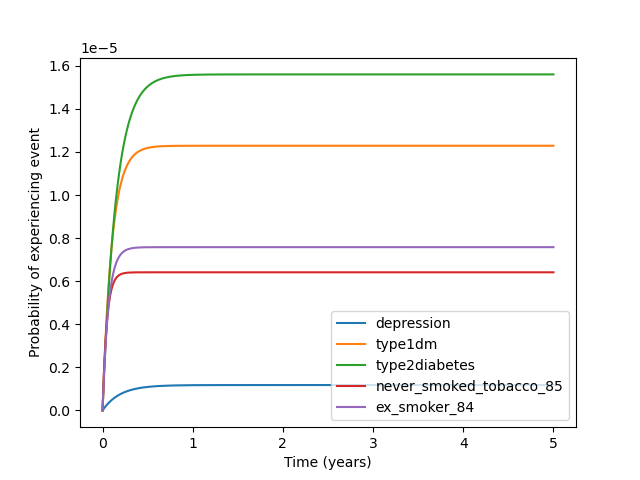 1e−5
1.6
1.4
1.2
1.0
0.8
0.6
0.4
0.2
0.0
Probability of experiencing event
depression
type1dm
type2diabetes
never_smoked_tobacco_85
ex_smoker_84
0 1 2 3 4 5
Time (years)